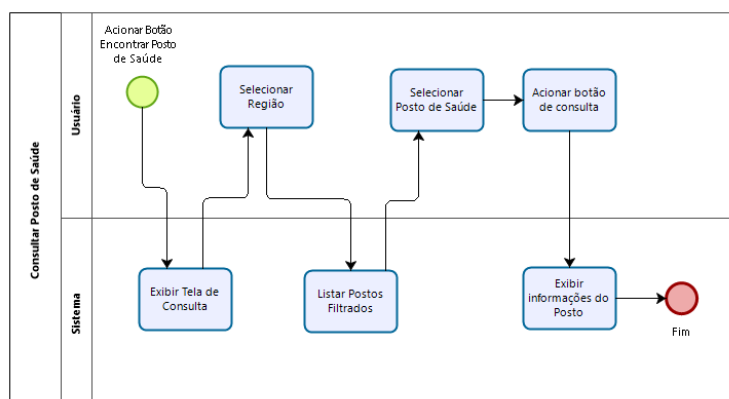 Consultar Posto de Saúde
Usuário
Acionar Botão
Encontrar Posto
de Saúde
Selecionar
Região
Selecionar
Posto de Saúde
Acionar botão
de consulta
Sistema
Exibir Tela de
Consulta
Listar Postos
Filtrados
Exibir
informações do
Posto
Fim